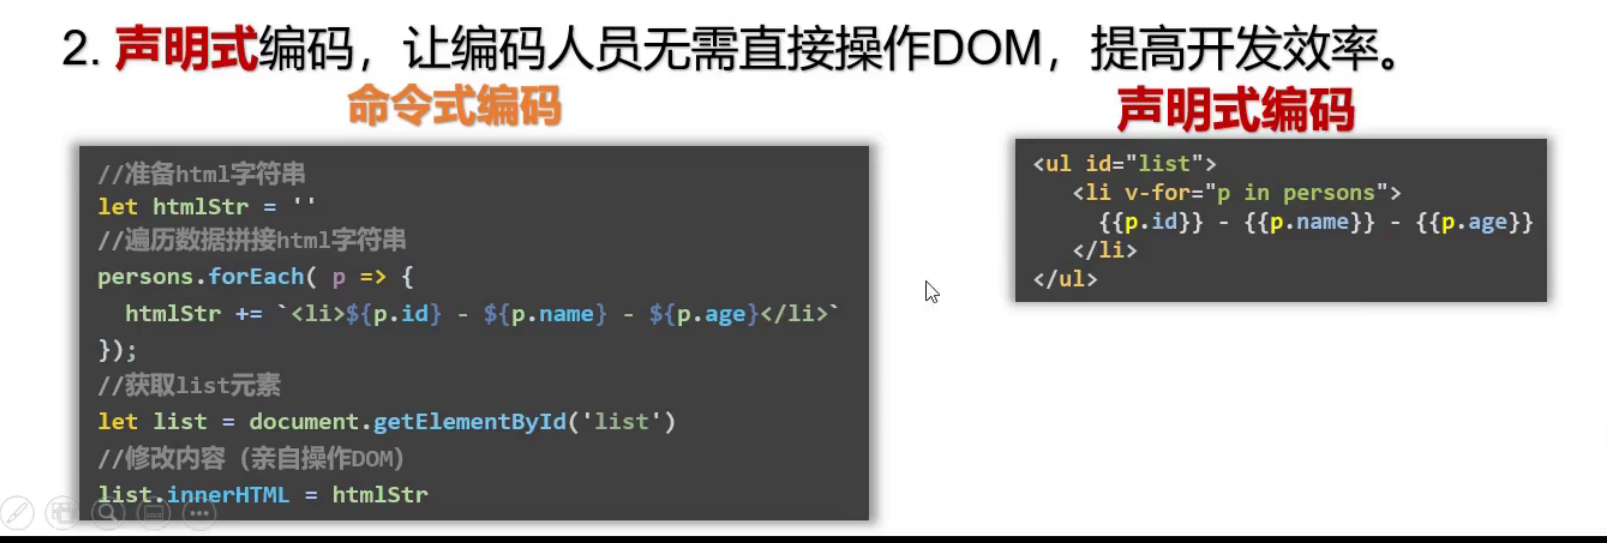 2. 声明式编码，让编码人员无需直接操作DOM，提高开发效率。
命令式编码
//准备html字符串
let htmlStr = ''
//遍历数据拼接html字符串
persons.forEach( p => {
  htmlStr += `<li>${p.id} - ${p.name} - ${p.age}</li>`
});
//获取list元素
let list = document.getElementById('list')
//修改内容（亲自操作DOM）
list.innerHTML = htmlStr
声明式编码
<ul id="list">
  <li v-for="p in persons">
    {{p.id}} - {{p.name}} - {{p.age}}
  </li>
</ul>